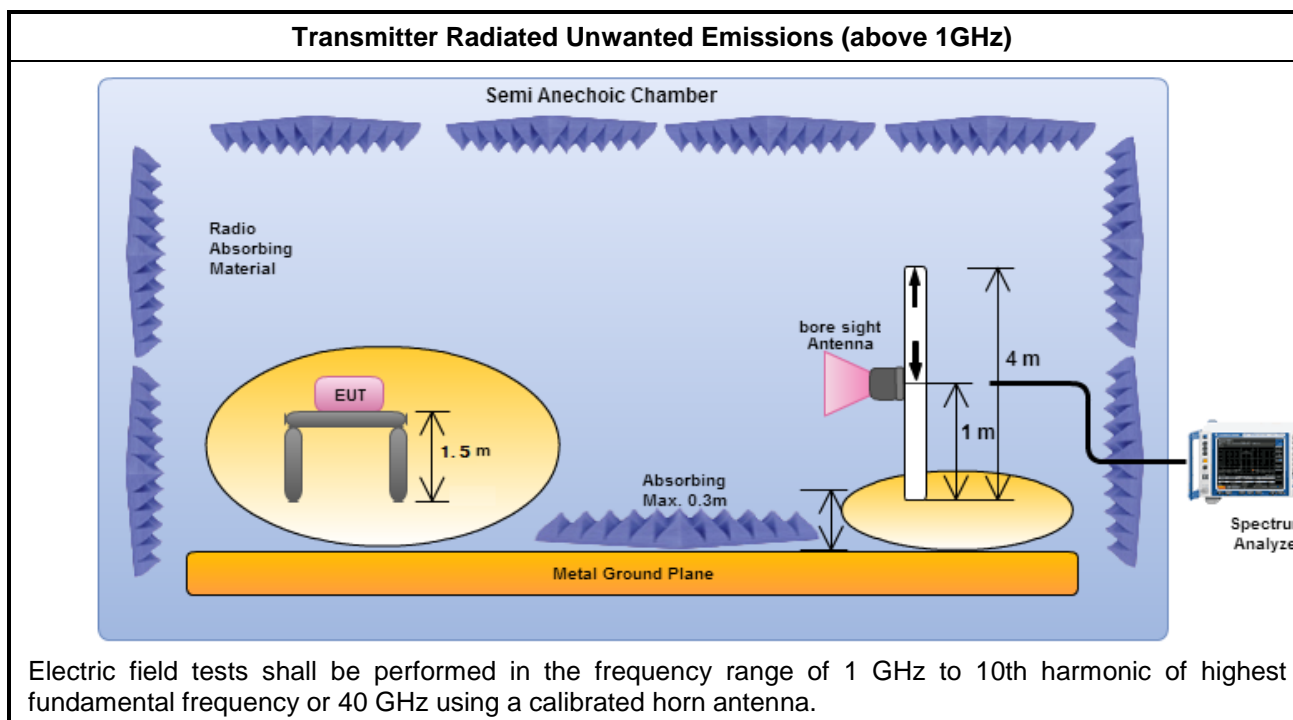 Transmitter Radiated Unwanted Emissions (above 1GHz)
Semi Anechoic Chamber
Radio
Absorbing
Material
bore sight
Antenna
4 m
EUT
1 m
1. 5 m
Absorbing
Max. 0.3m
Spectru
Analyze
Metal Ground Plane
Electric field tests shall be performed in the frequency range of 1 GHz to 10th harmonic of highest
fundamental frequency or 40 GHz using a calibrated horn antenna.